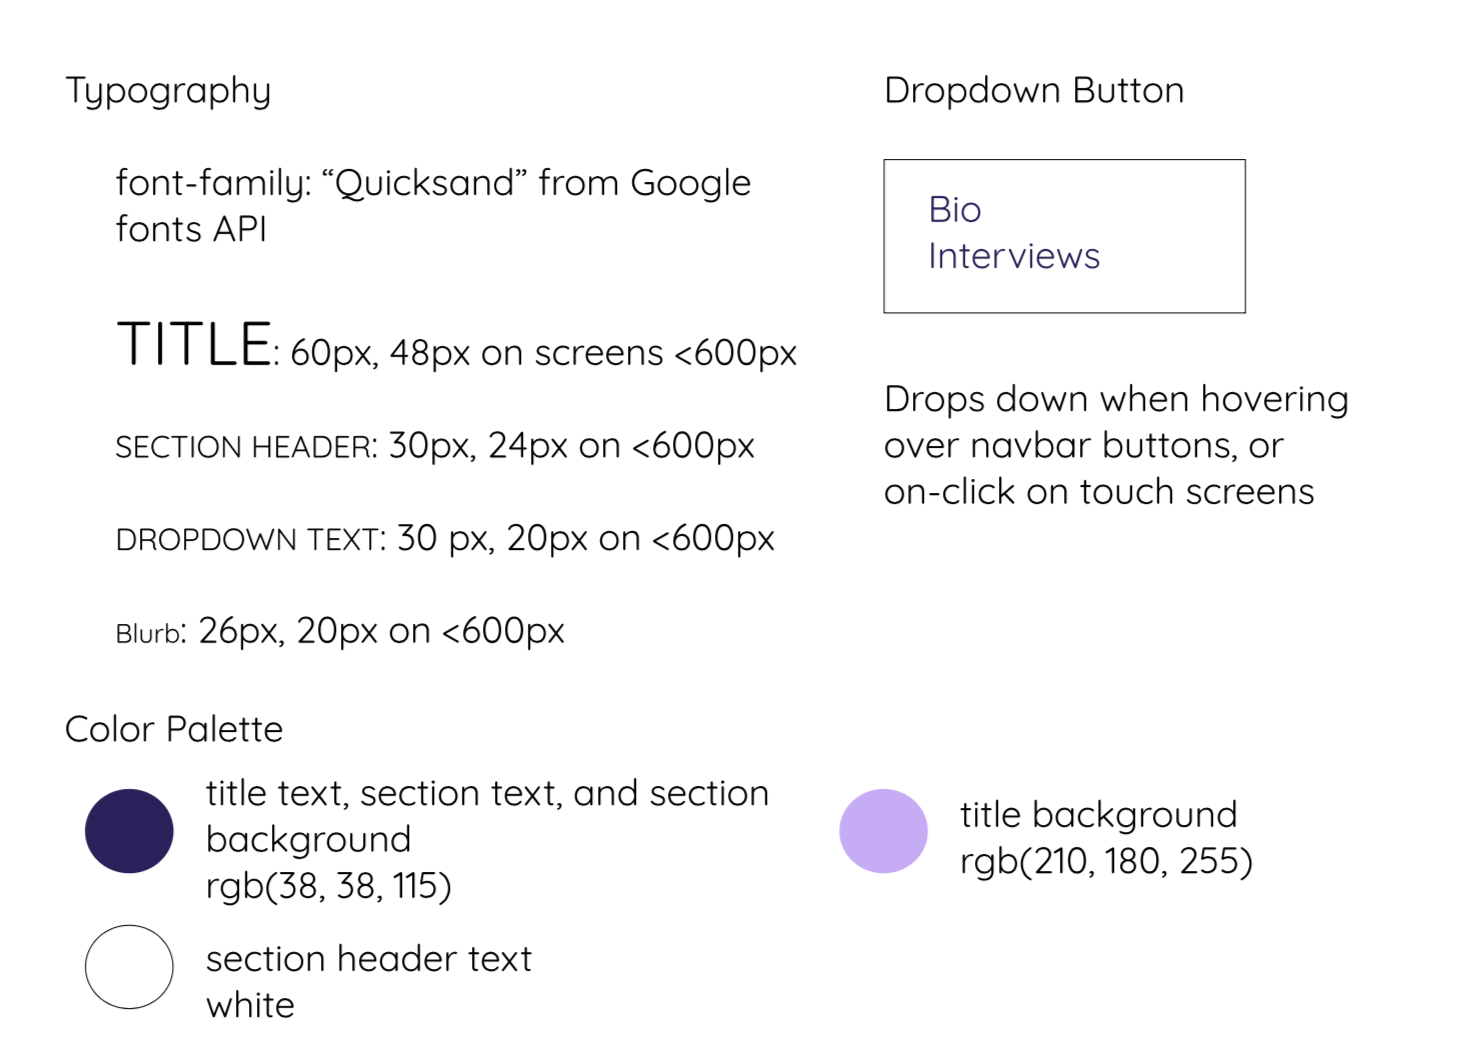 Typography
font-family: “Quicksand” from Google
fonts API
TITLE: 60px, 48px on screens <600px
SECTION HEADER: 30px, 24px on <600px
DROPDOWN TEXT: 30 px, 20px on <600px
Blurb: 26px, 20px on <600px
Dropdown Button
Bio
Interviews
Drops down when hovering
over navbar buttons, or
on-click on touch screens
Color Palette
title text, section text, and section
background
rgb(38, 38, 115)
section header text
white
title background
rgb(210, 180, 255)